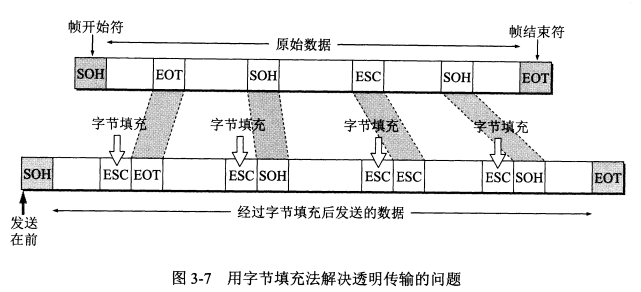 帧开始符
帧结束符
原始数据
SOH EOT SOH ESC SOH EOT
字节填充 字节填充 字节填充 字节填充
SOH ESC EOT ESC SOH ESC ESC ESC SOH EOT
发送
在前
经过字节填充后发送的数据
图 3-7 用字节填充法解决透明传输的问题